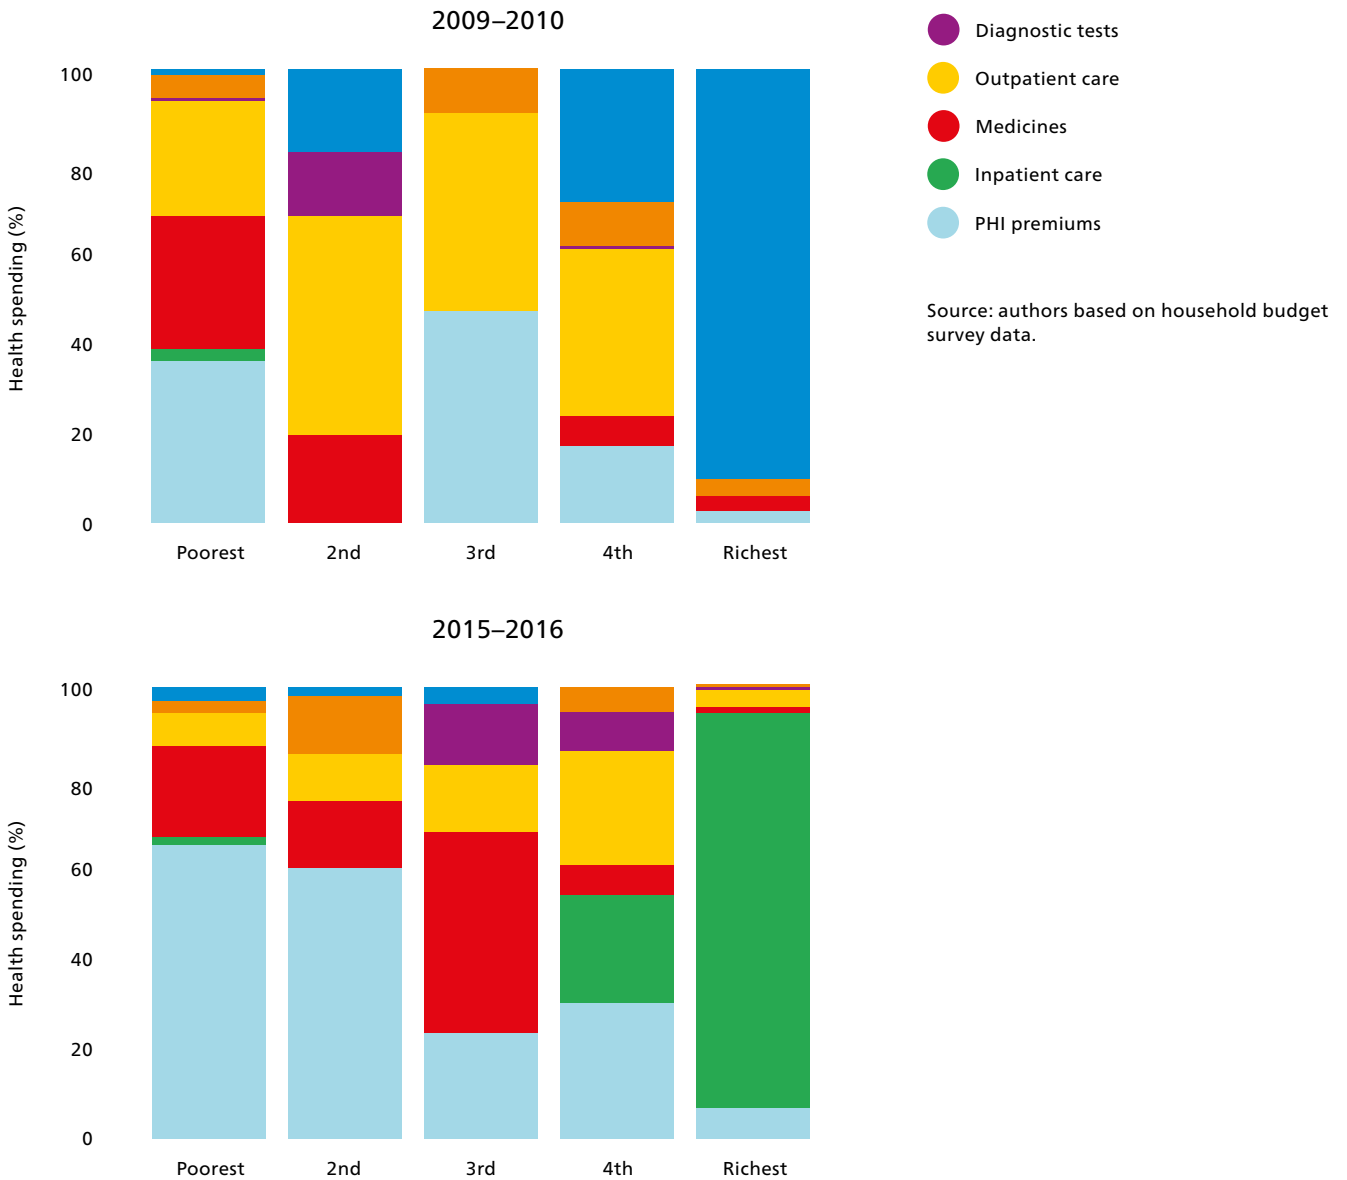 2009–2010
Health spending (%)
100
80
60
40
20
0
Poorest
2nd
3rd
4th
Richest
Diagnostic tests
Outpatient care
Medicines
Inpatient care
PHI premiums
Source: authors based on household budget
survey data.
2015–2016
Health spending (%)
100
80
60
40
20
0
Poorest
2nd
3rd
4th
Richest